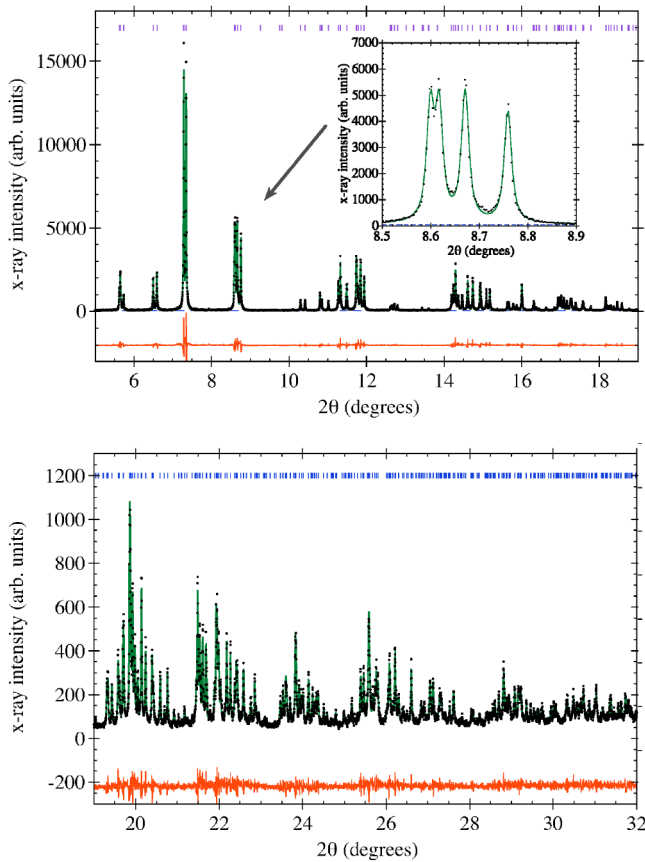 7000
6000
5000
4000
3000
2000
1000
0
x-ray intensity (arb. units)
8.5 8.6 8.7 8.8 8.9
2θ (degrees)
15000
10000
5000
0
x-ray intensity (arb. units)
6 8 10 12 14 16 18
2θ (degrees)
1200
1000
800
600
400
200
0
-200
x-ray intensity (arb. units)
20 22 24 26 28 30 32
2θ (degrees)